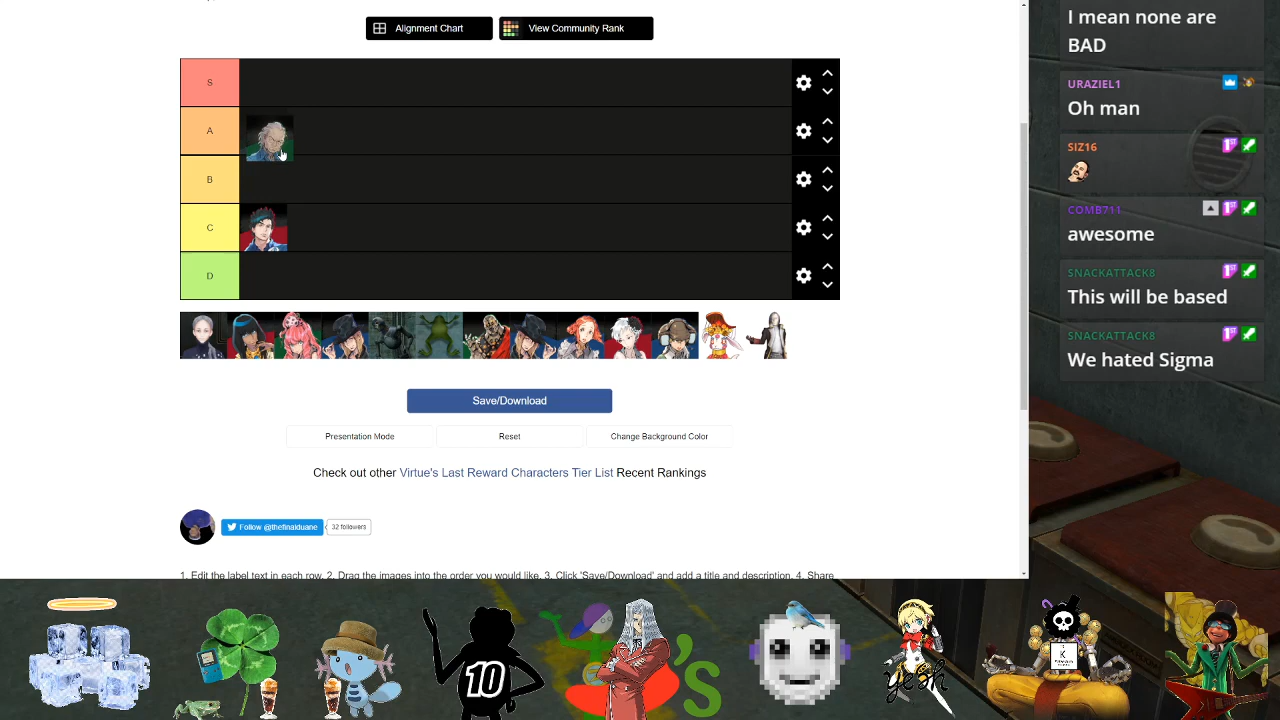 Alignment Chart
View Community Rank
S
A
B
C
D
Save/Download
Presentation Mode
Reset
Change Background Color
Check out other Virtue's Last Reward Characters Tier List Recent Rankings
Follow @thefinalduane
32 followers
1. Edit the label text in each row. 2. Drag the images into the order you would like. 3. Click 'Save/Download' and add a title and description. 4. Share
I mean none are
BAD
URAZIEL1
Oh man
SIZ16
COMB711
awesome
SNACKATTACK8
This will be based
SNACKATTACK8
We hated Sigma
10
's
yeah
K